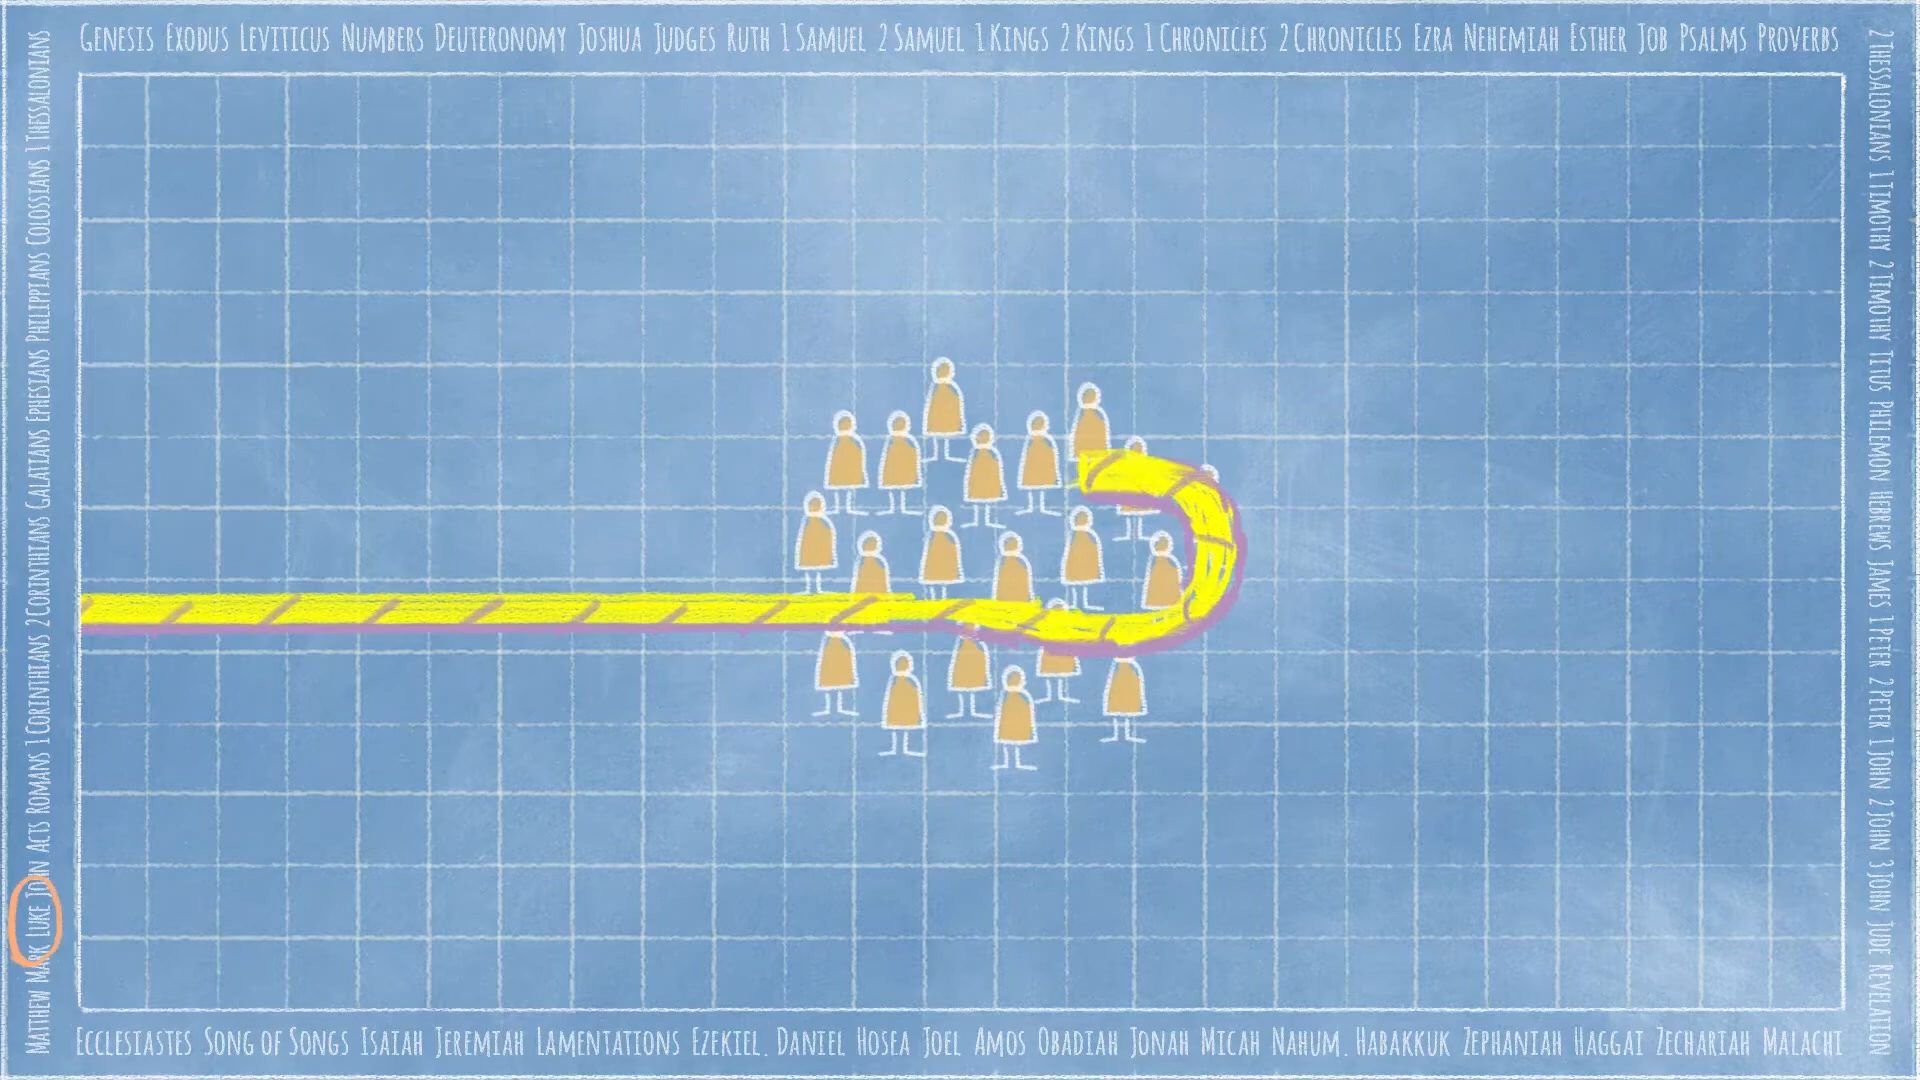 Genesis Exodus Leviticus Numbers Deuteronomy Joshua Judges Ruth 1 Samuel 2 Samuel 1 Kings 2 Kings 1 Chronicles 2 Chronicles Ezra Nehemiah Esther Job Psalms Proverbs
Ecclesiastes Song of Songs Isaiah Jeremiah Lamentations Ezekiel. Daniel Hosea Joel Amos Obadiah Jonah Micah Nahum. Habakkuk Zephaniah Haggai Zechariah Malachi
Matthew Mark Luke John Acts Romans 1 Corinthians 2 Corinthians Galatians Ephesians Philippians Colossians 1 Thessalonians
2 Thessalonians 1 Timothy 2 Timothy Titus Philemon Hebrews James 1 Peter 2 Peter 1 John 2 John 3 John Jude Revelation